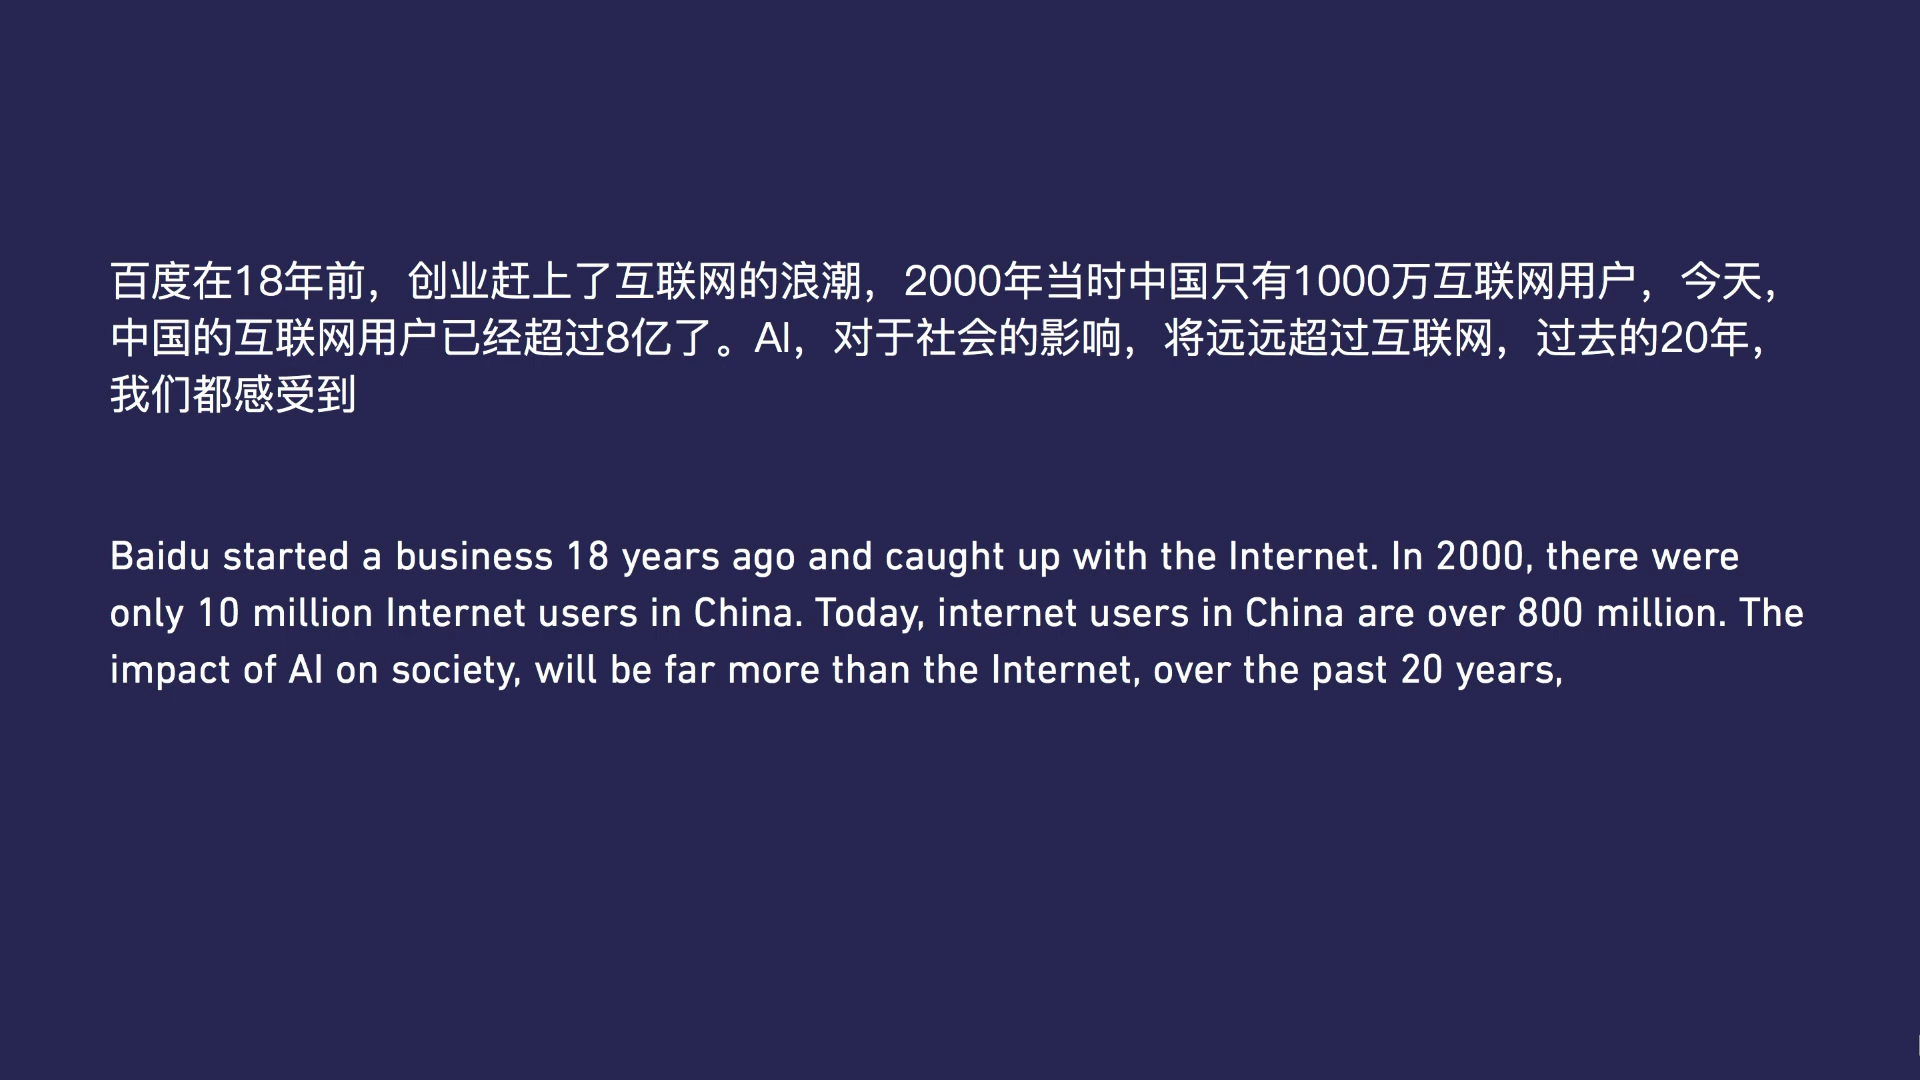 百度在18年前，创业赶上了互联网的浪潮，2000年当时中国只有1000万互联网用户，今天，
中国的互联网用户已经超过8亿了。AI，对于社会的影响，将远远超过互联网，过去的20年，
我们都感受到
Baidu started a business 18 years ago and caught up with the Internet. In 2000, there were
only 10 million Internet users in China. Today, internet users in China are over 800 million. The
impact of AI on society, will be far more than the Internet, over the past 20 years,